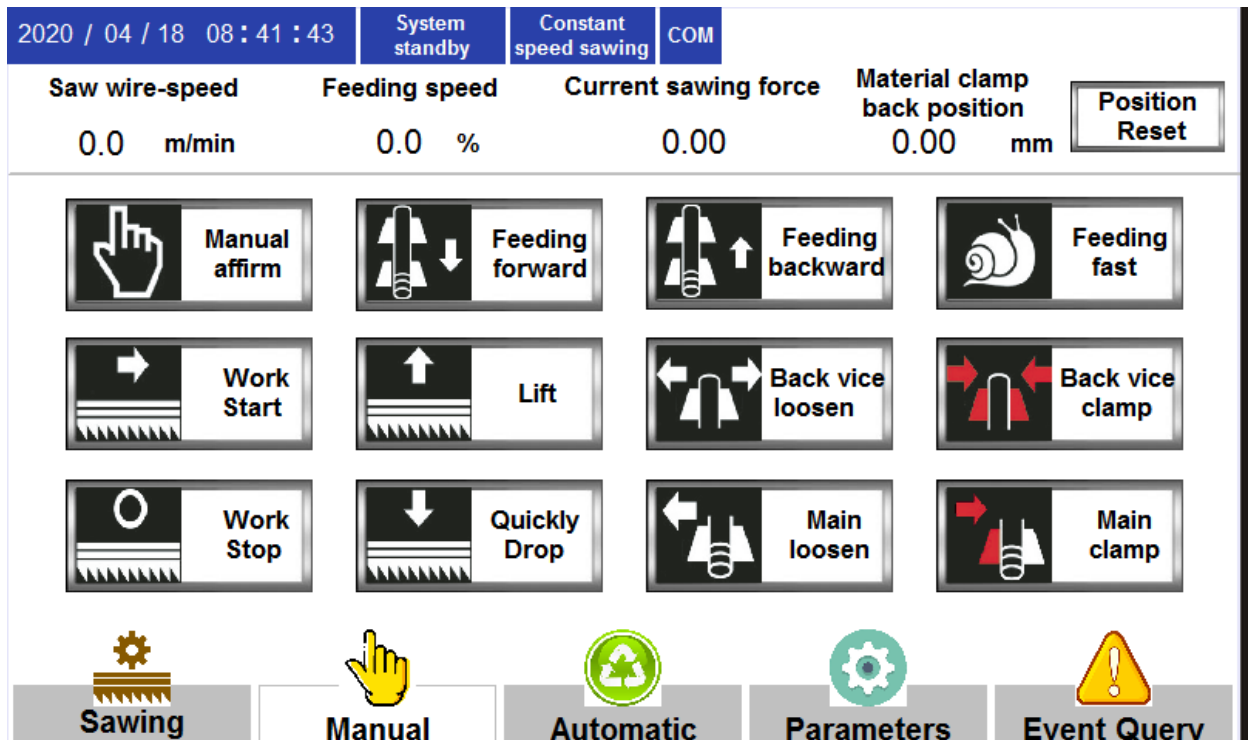 2020 / 04 / 18 08:41:43
System
standby
Constant
speed sawing
COM
Saw wire-speed
0.0 m/min
Feeding speed
0.0 %
Current sawing force
0.00
Material clamp
back position
0.00 mm
Position
Reset
Manual
affirm
Feeding
forward
Feeding
backward
Feeding
fast
Work
Start
Lift
Back vice
loosen
Back vice
clamp
Work
Stop
Quickly
Drop
Main
loosen
Main
clamp
Sawing
Manual
Automatic
Parameters
Event Query